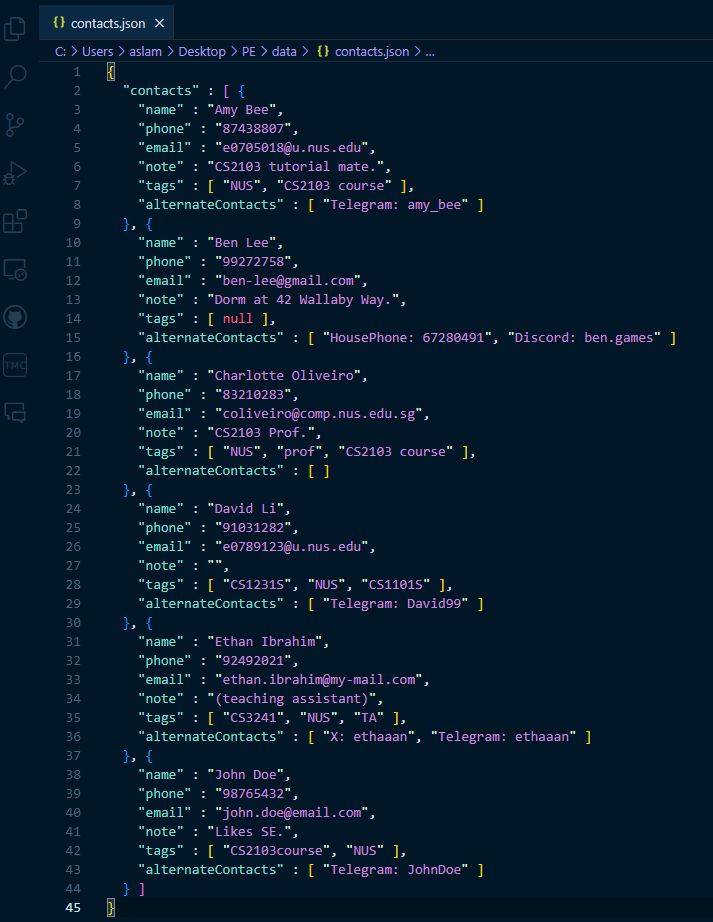 {} contacts.json ×
C: > Users > aslam > Desktop > PE > data > {} contacts.json > ...
1 {
2 "contacts" : [ {
3 "name" : "Amy Bee",
4 "phone" : "87438807",
5 "email" : "e0705018@u.nus.edu",
6 "note" : "CS2103 tutorial mate.",
7 "tags" : [ "NUS", "CS2103 course" ],
8 "alternateContacts" : [ "Telegram: amy_bee" ]
9 }, {
10 "name" : "Ben Lee",
11 "phone" : "99272758",
12 "email" : "ben-lee@gmail.com",
13 "note" : "Dorm at 42 Wallaby Way.",
14 "tags" : [ null ],
15 "alternateContacts" : [ "HousePhone: 67280491", "Discord: ben.games" ]
16 }, {
17 "name" : "Charlotte Oliveiro",
18 "phone" : "83210283",
19 "email" : "coliveiro@comp.nus.edu.sg",
20 "note" : "CS2103 Prof.",
21 "tags" : [ "NUS", "prof", "CS2103 course" ],
22 "alternateContacts" : [ ]
23 }, {
24 "name" : "David Li",
25 "phone" : "91031282",
26 "email" : "e0789123@u.nus.edu",
27 "note" : "",
28 "tags" : [ "CS1231S", "NUS", "CS1101S" ],
29 "alternateContacts" : [ "Telegram: David99" ]
30 }, {
31 "name" : "Ethan Ibrahim",
32 "phone" : "92492021",
33 "email" : "ethan.ibrahim@my-mail.com",
34 "note" : "(teaching assistant)",
35 "tags" : [ "CS3241", "NUS", "TA" ],
36 "alternateContacts" : [ "X: ethaaan", "Telegram: ethaaan" ]
37 }, {
38 "name" : "John Doe",
39 "phone" : "98765432",
40 "email" : "john.doe@email.com",
41 "note" : "Likes SE.",
42 "tags" : [ "CS2103course", "NUS" ],
43 "alternateContacts" : [ "Telegram: JohnDoe" ]
44 } ]
45 }
TMC